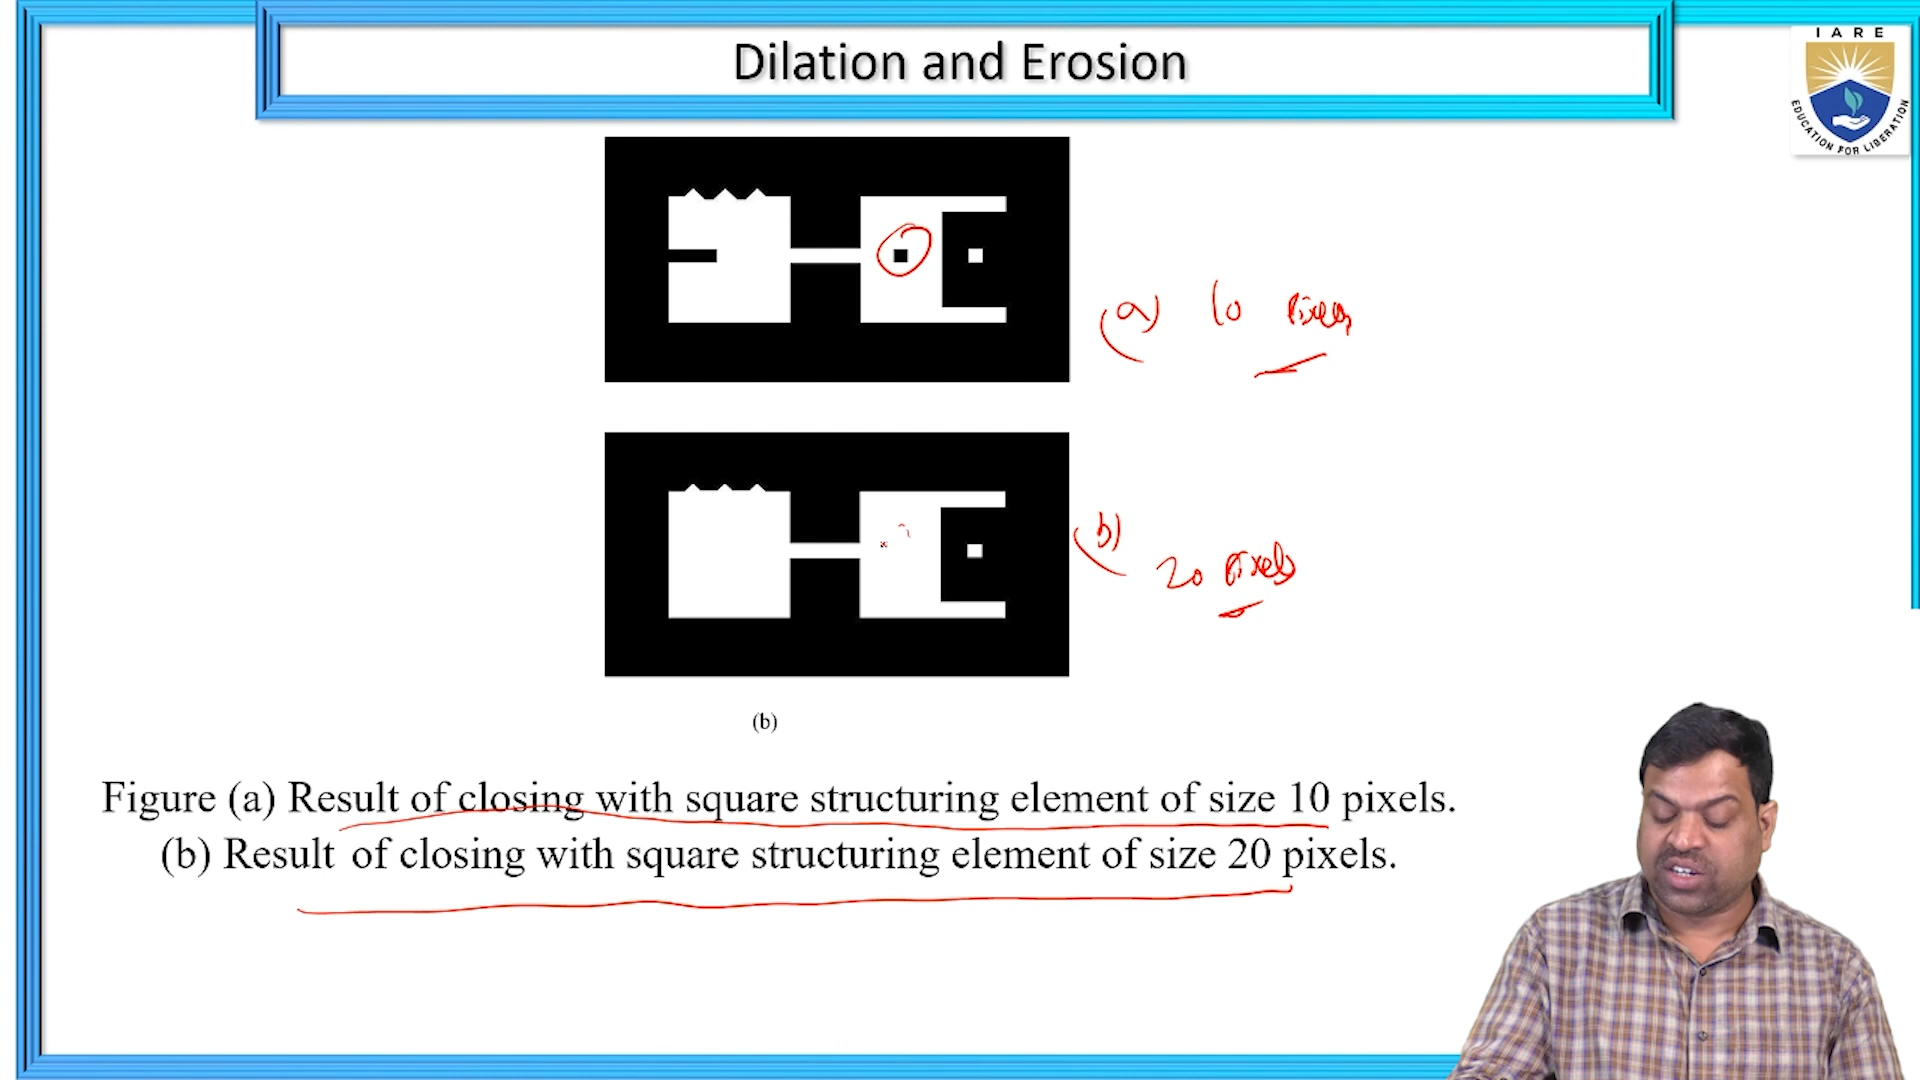 Dilation and Erosion
IARE
EDUCATION FOR LIBERATION
(a) 10 Pixels
(b)
20 Pixels
(b)
Figure (a) Result of closing with square structuring element of size 10 pixels.
(b) Result of closing with square structuring element of size 20 pixels.